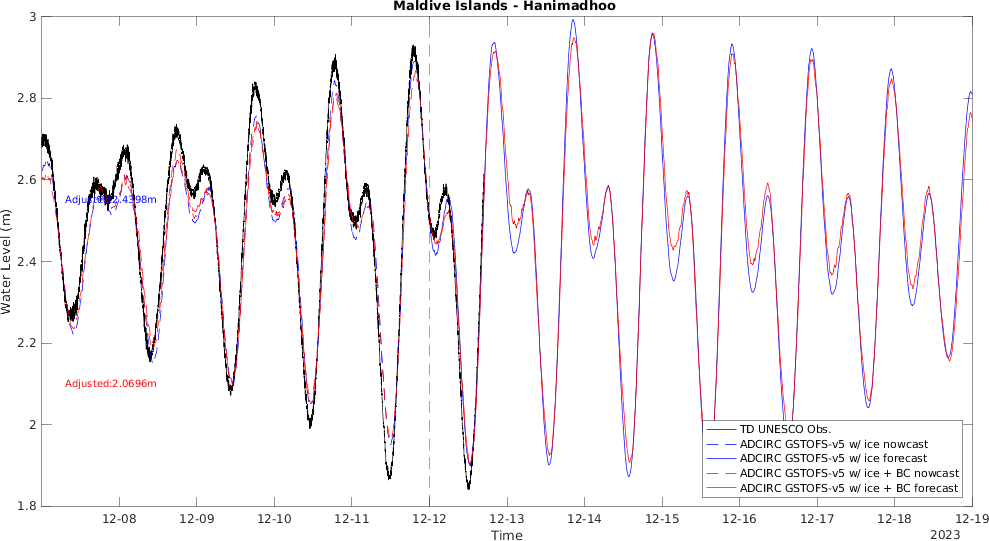 Maldive Islands - Hanimadhoo
3
2.8
2.6
2.4
2.2
2
1.8
Water Level (m)
Adjusted:2.4398m
Adjusted:2.0696m
TD UNESCO Obs.
ADCIRC GSTOFS-v5 w/ ice nowcast
ADCIRC GSTOFS-v5 w/ ice forecast
ADCIRC GSTOFS-v5 w/ ice + BC nowcast
ADCIRC GSTOFS-v5 w/ ice + BC forecast
12-08 12-09 12-10 12-11 12-12 12-13 12-14 12-15 12-16 12-17 12-18 12-19
Time
2023